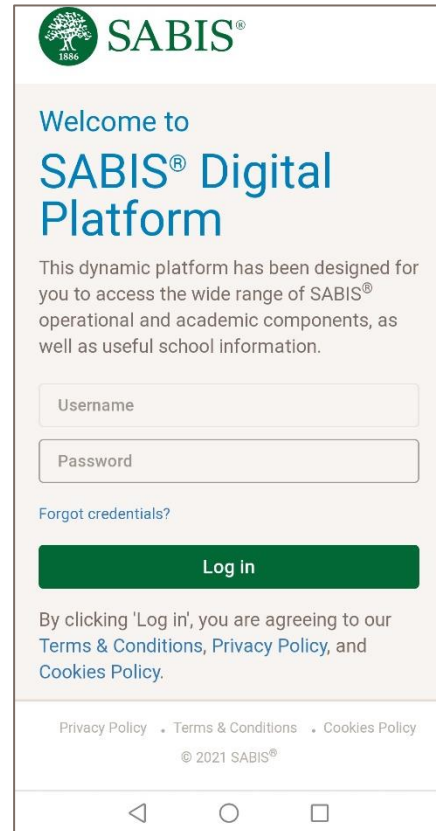 1886
SABIS®
Welcome to
SABIS® Digital
Platform
This dynamic platform has been designed for
you to access the wide range of SABIS®
operational and academic components, as
well as useful school information.
Username
Password
Forgot credentials?
Log in
By clicking 'Log in', you are agreeing to our
Terms & Conditions, Privacy Policy, and
Cookies Policy.
Privacy Policy • Terms & Conditions • Cookies Policy
© 2021 SABIS®